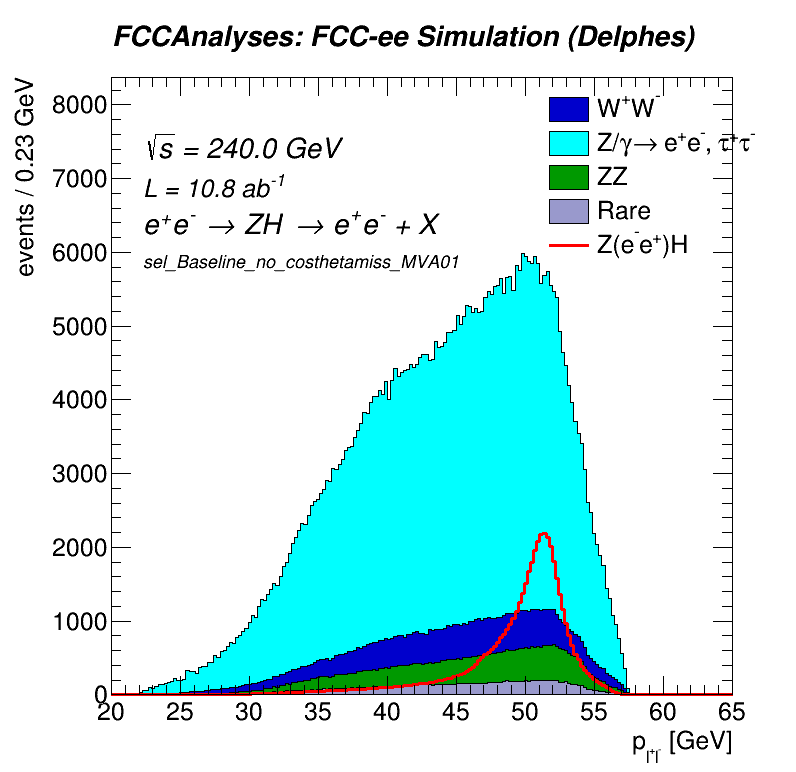 FCCAnalyses: FCC-ee Simulation (Delphes)
events / 0.23 GeV
8000
7000
6000
5000
4000
3000
2000
1000
0
√s = 240.0 GeV
L = 10.8 ab⁻¹
e⁺e⁻ → ZH → e⁺e⁻ + X
sel_Baseline_no_costhetamiss_MVA01
W⁺W⁻
Z/γ→ e⁺e⁻, τ⁺τ⁻
ZZ
Rare
Z(e⁻e⁺)H
20 25 30 35 40 45 50 55 60 65
p_l⁺l⁻ [GeV]